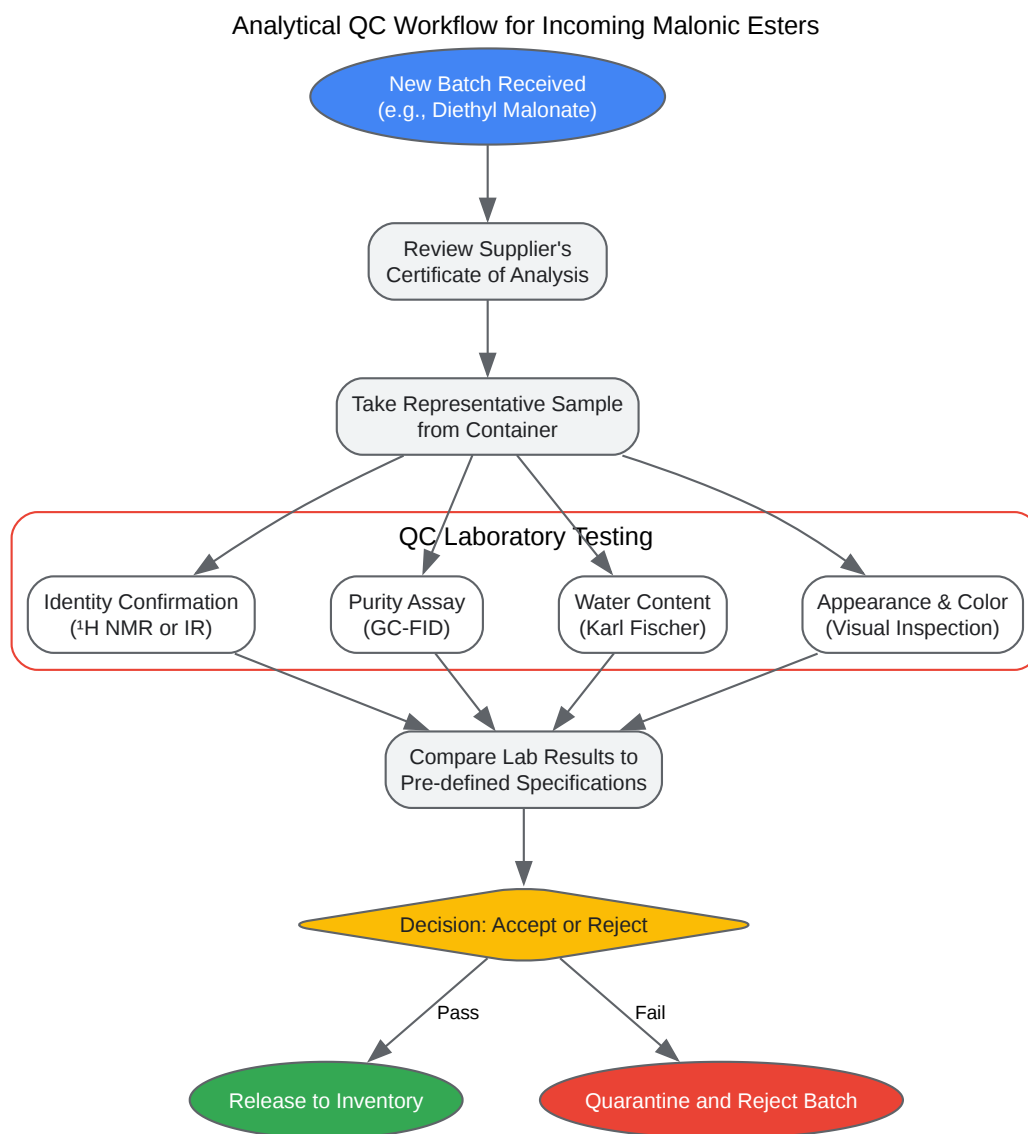 Analytical QC Workflow for Incoming Malonic Esters
New Batch Received
(e.g., Diethyl Malonate)
Review Supplier's
Certificate of Analysis
Take Representative Sample
from Container
QC Laboratory Testing
Identity Confirmation
(¹H NMR or IR)
Purity Assay
(GC-FID)
Water Content
(Karl Fischer)
Appearance & Color
(Visual Inspection)
Compare Lab Results to
Pre-defined Specifications
Decision: Accept or Reject
Pass
Fail
Release to Inventory
Quarantine and Reject Batch